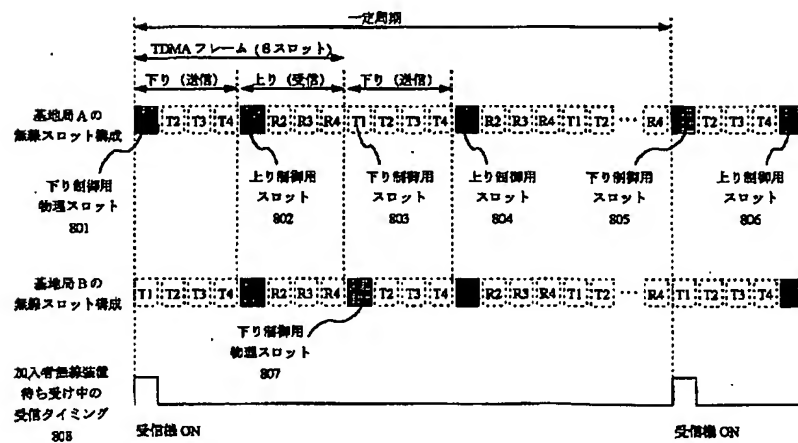 一定周期
TDMA フレーム (8スロット)
下り (送信) 上り (受信) 下り (送信)
基地局Aの
無線スロット構成
T2 T3 T4 R2 R3 R4 T1 T2 T3 T4 R2 R3 R4 T1 T2 … R4 T2 T3 T4
下り制御用
物理スロット
801
上り制御用
スロット
802
下り制御用
スロット
803
上り制御用
スロット
804
下り制御用
スロット
805
上り制御用
スロット
806
基地局Bの
無線スロット構成
T1 T2 T3 T4 R2 R3 R4 T2 T3 T4 R2 R3 R4 T1 T2 … R4 T1 T2 T3 T4
下り制御用
物理スロット
807
加入者無線装置
待ち受け中の
受信タイミング
808
受信機 ON
受信機 ON